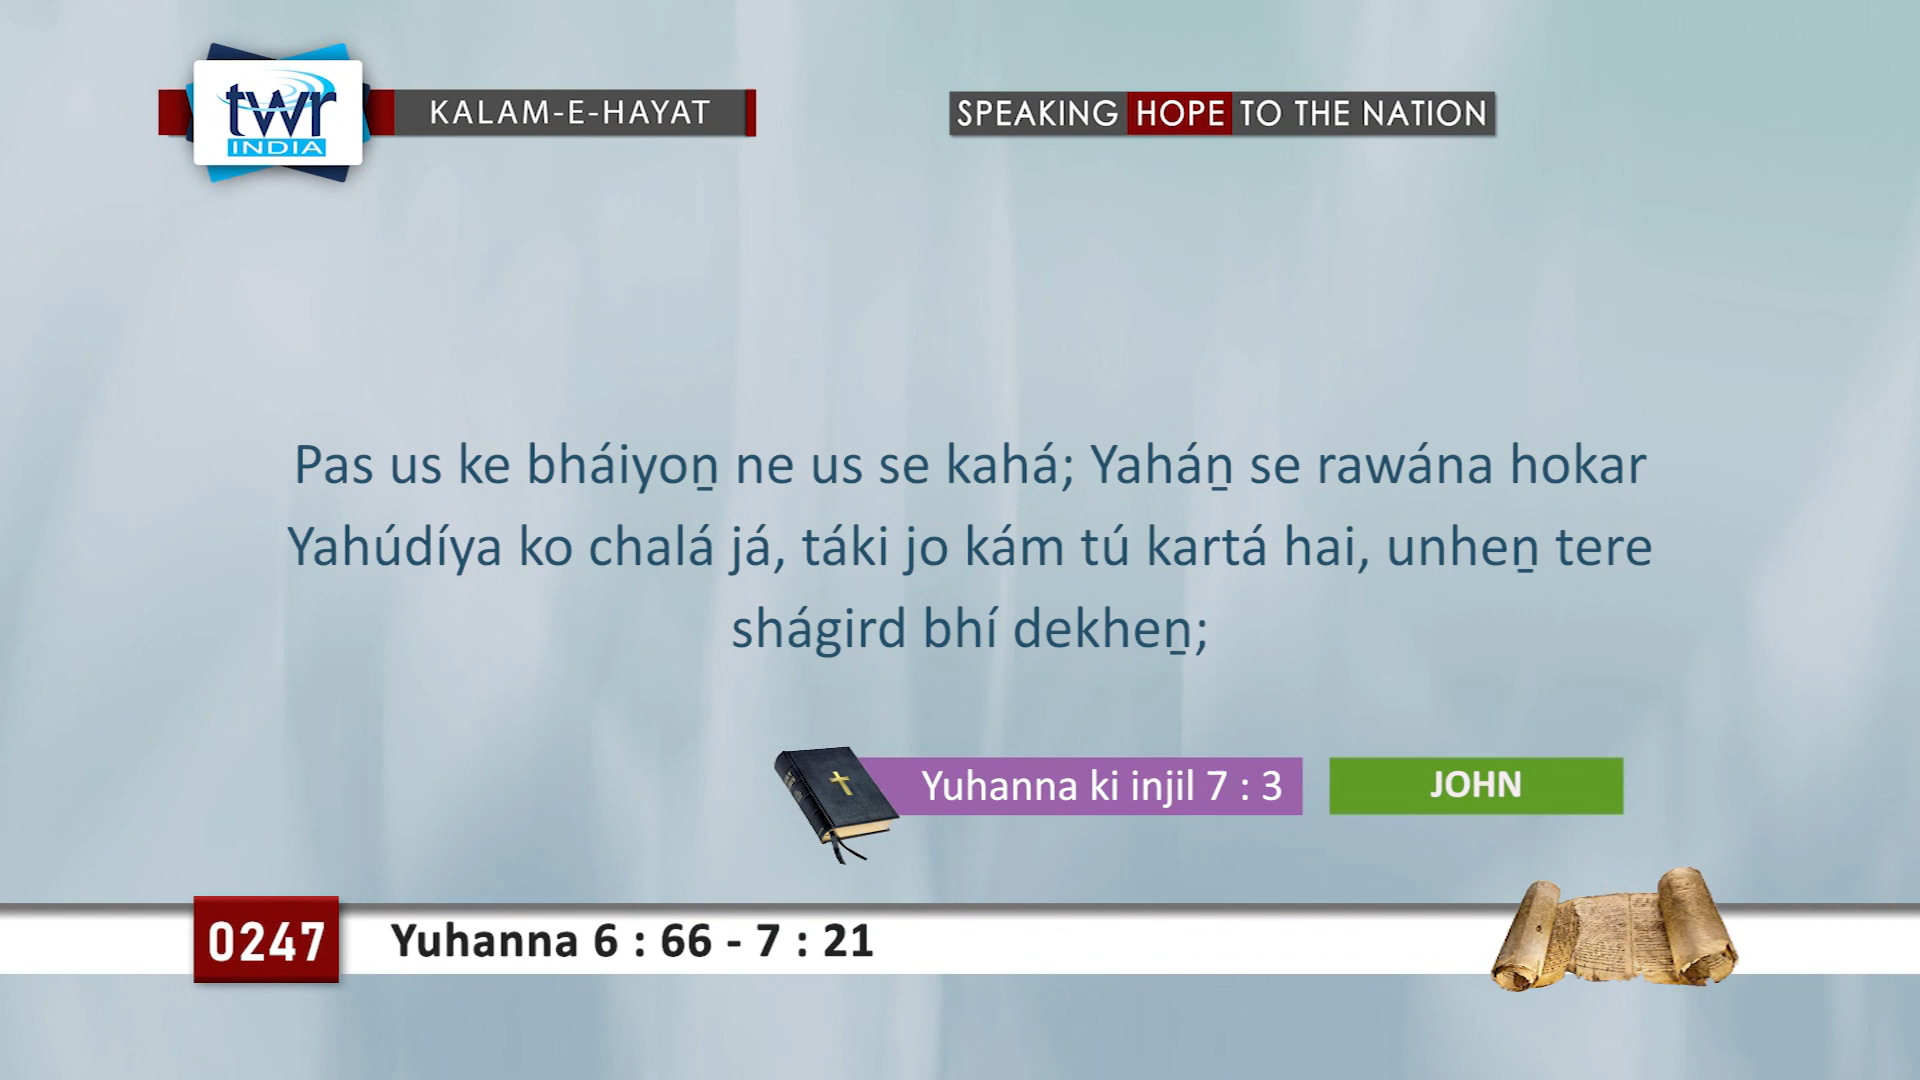 twr
INDIA
KALAM-E-HAYAT
SPEAKING HOPE TO THE NATION
Pas us ke bháiyoṉ ne us se kahá; Yaháṉ se rawána hokar
Yahúdíya ko chalá já, táki jo kám tú kartá hai, unheṉ tere
shágird bhí dekheṉ;
Yuhanna ki injil 7 : 3
JOHN
0247
Yuhanna 6 : 66 - 7 : 21